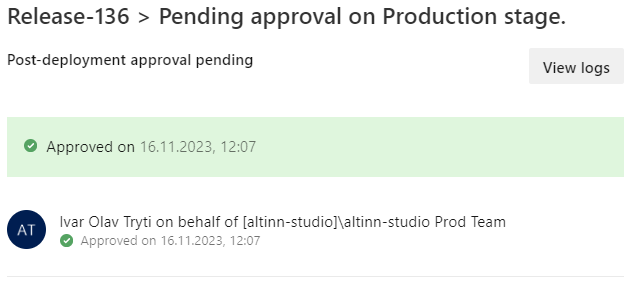 Release-136 > Pending approval on Production stage.
Post-deployment approval pending
View logs
Approved on 16.11.2023, 12:07
AT
Ivar Olav Tryti on behalf of [altinn-studio]\altinn-studio Prod Team
Approved on 16.11.2023, 12:07